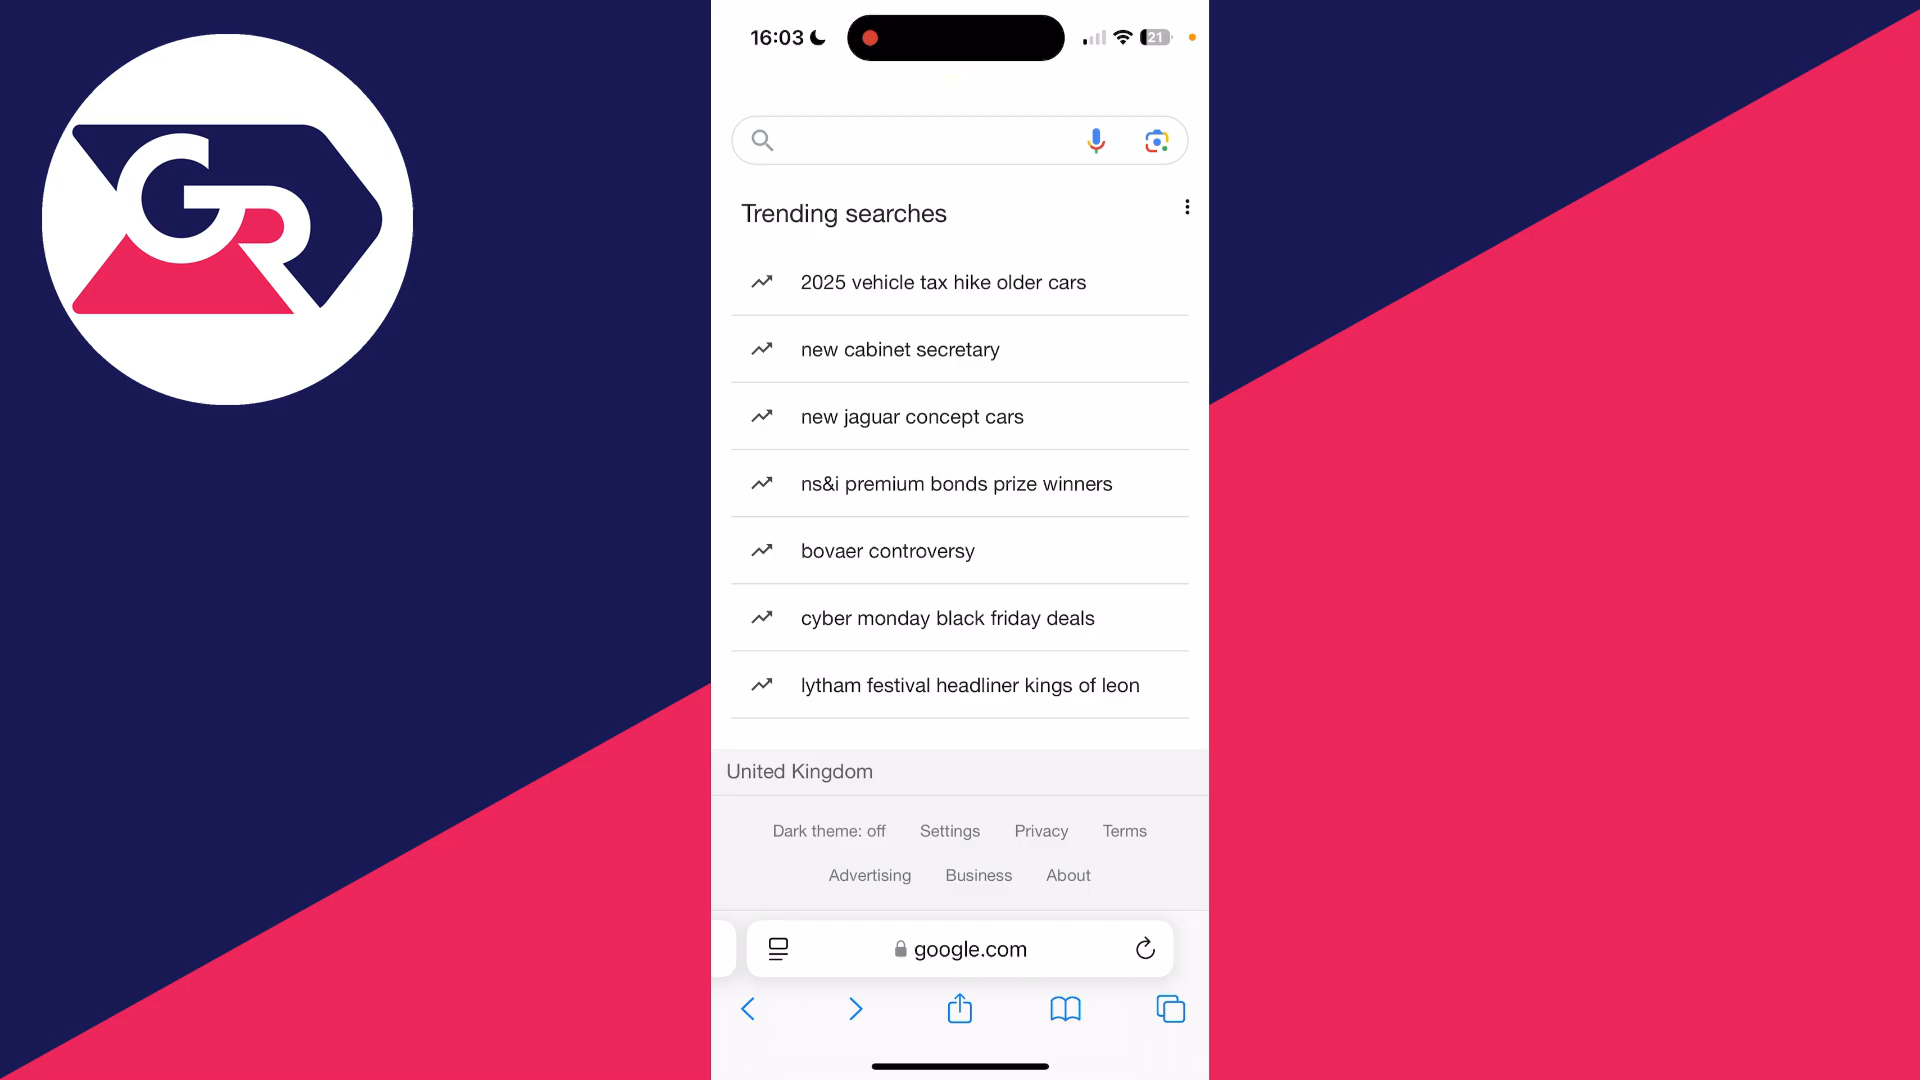 GR
16:03
21
Trending searches
2025 vehicle tax hike older cars
new cabinet secretary
new jaguar concept cars
ns&i premium bonds prize winners
bovaer controversy
cyber monday black friday deals
lytham festival headliner kings of leon
United Kingdom
Dark theme: off Settings Privacy Terms
Advertising Business About
google.com